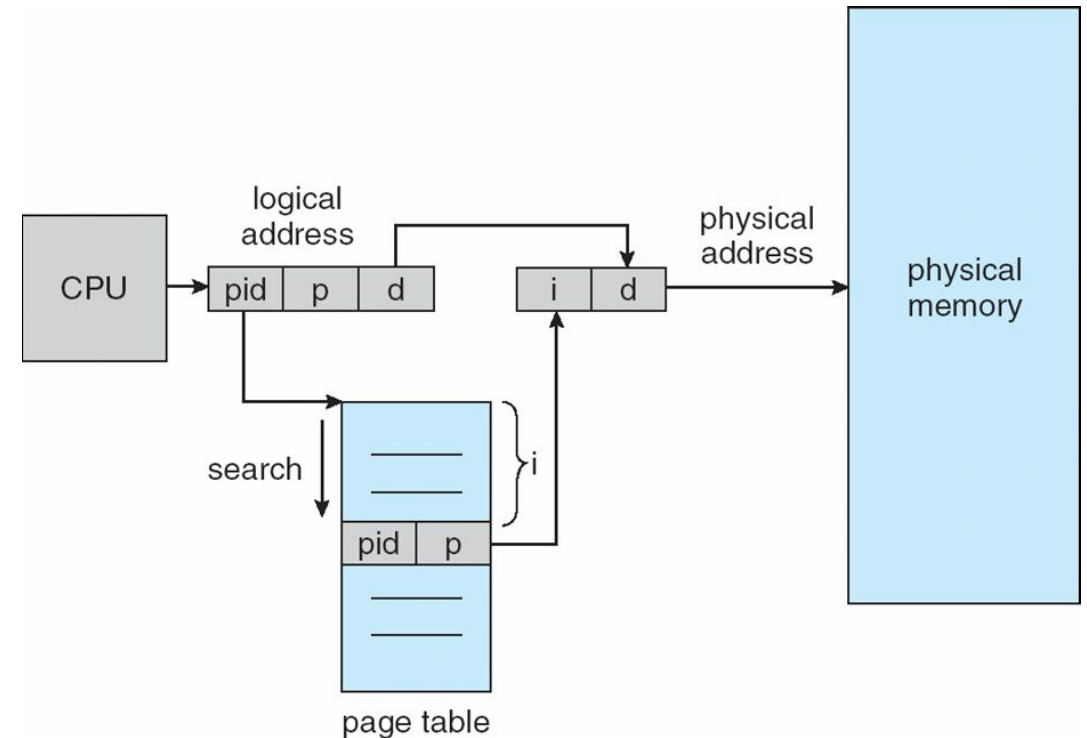 logical
address
physical
address
CPU
pid p d
i d
physical
memory
search
i
pid p
page table